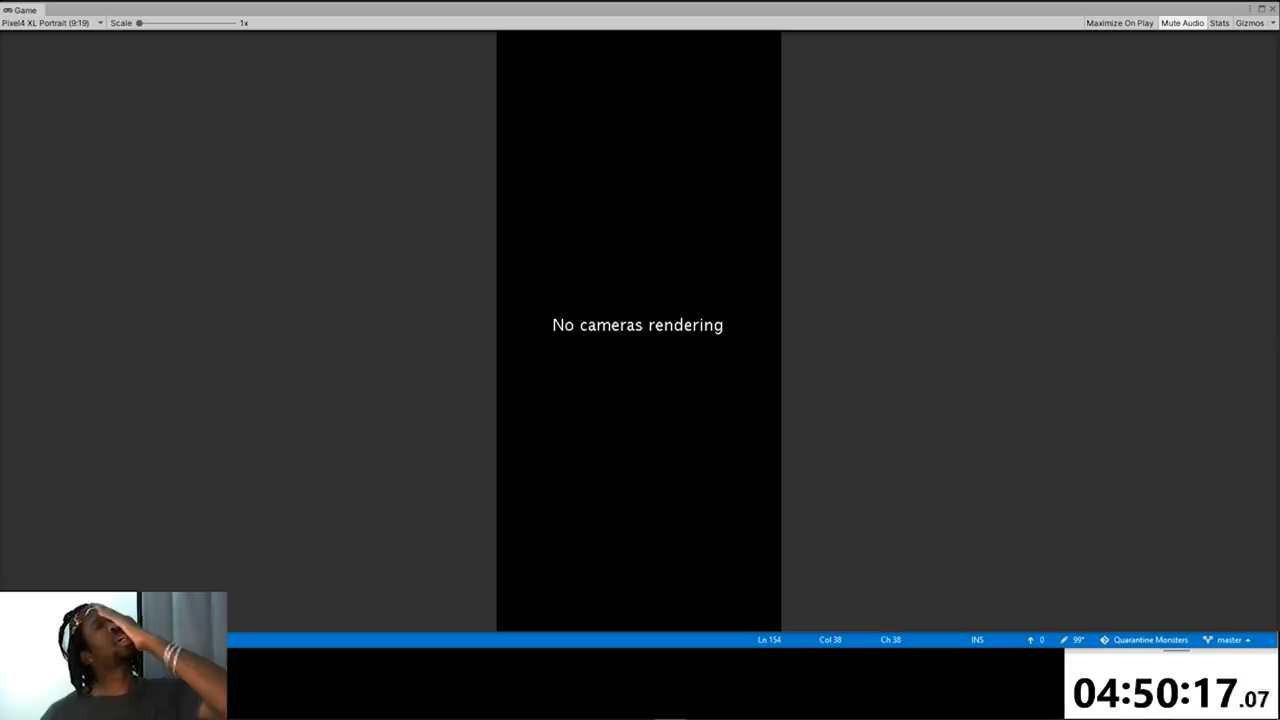 Game
Pixel4 XL Portrait (9:19) Scale 1x Maximize On Play Mute Audio Stats Gizmos
No cameras rendering
Ln 154 Col 38 Ch 38 INS 0 99+ Quarantine Monsters master
04:50:17.07